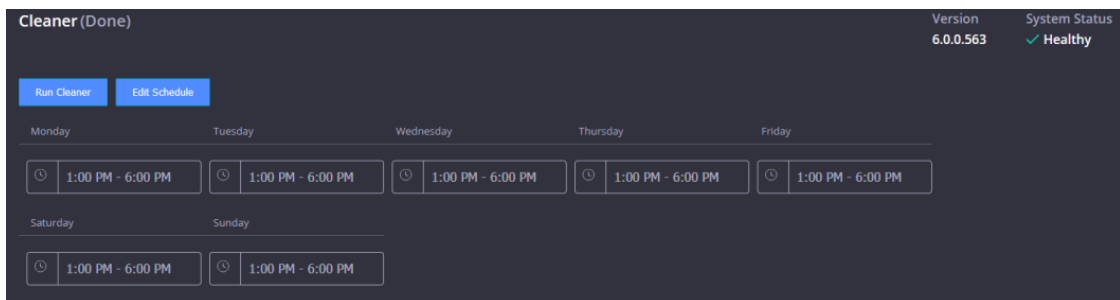 Cleaner (Done)
Version
System Status
6.0.0.563
Healthy
Run Cleaner
Edit Schedule
Monday
Tuesday
Wednesday
Thursday
Friday
1:00 PM - 6:00 PM
1:00 PM - 6:00 PM
1:00 PM - 6:00 PM
1:00 PM - 6:00 PM
1:00 PM - 6:00 PM
Saturday
Sunday
1:00 PM - 6:00 PM
1:00 PM - 6:00 PM